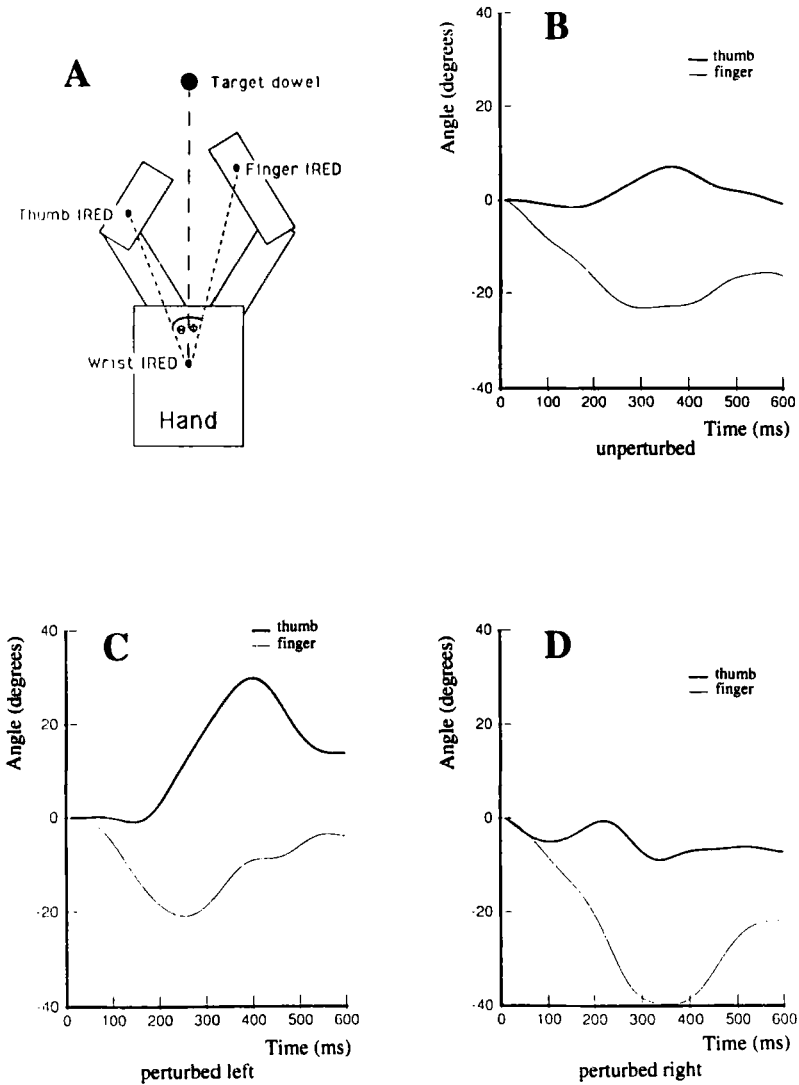 A
Target dowel
Finger IRED
Thumb IRED
Θ Φ
Wrist IRED
Hand
B
thumb
finger
Angle (degrees)
40
20
0
-20
-40
0 100 200 300 400 500 600
Time (ms)
unperturbed
C
thumb
finger
Angle (degrees)
40
20
0
-20
-40
0 100 200 300 400 500 600
Time (ms)
perturbed left
D
thumb
finger
Angle (degrees)
40
20
0
-20
-40
0 100 200 300 400 500 600
Time (ms)
perturbed right